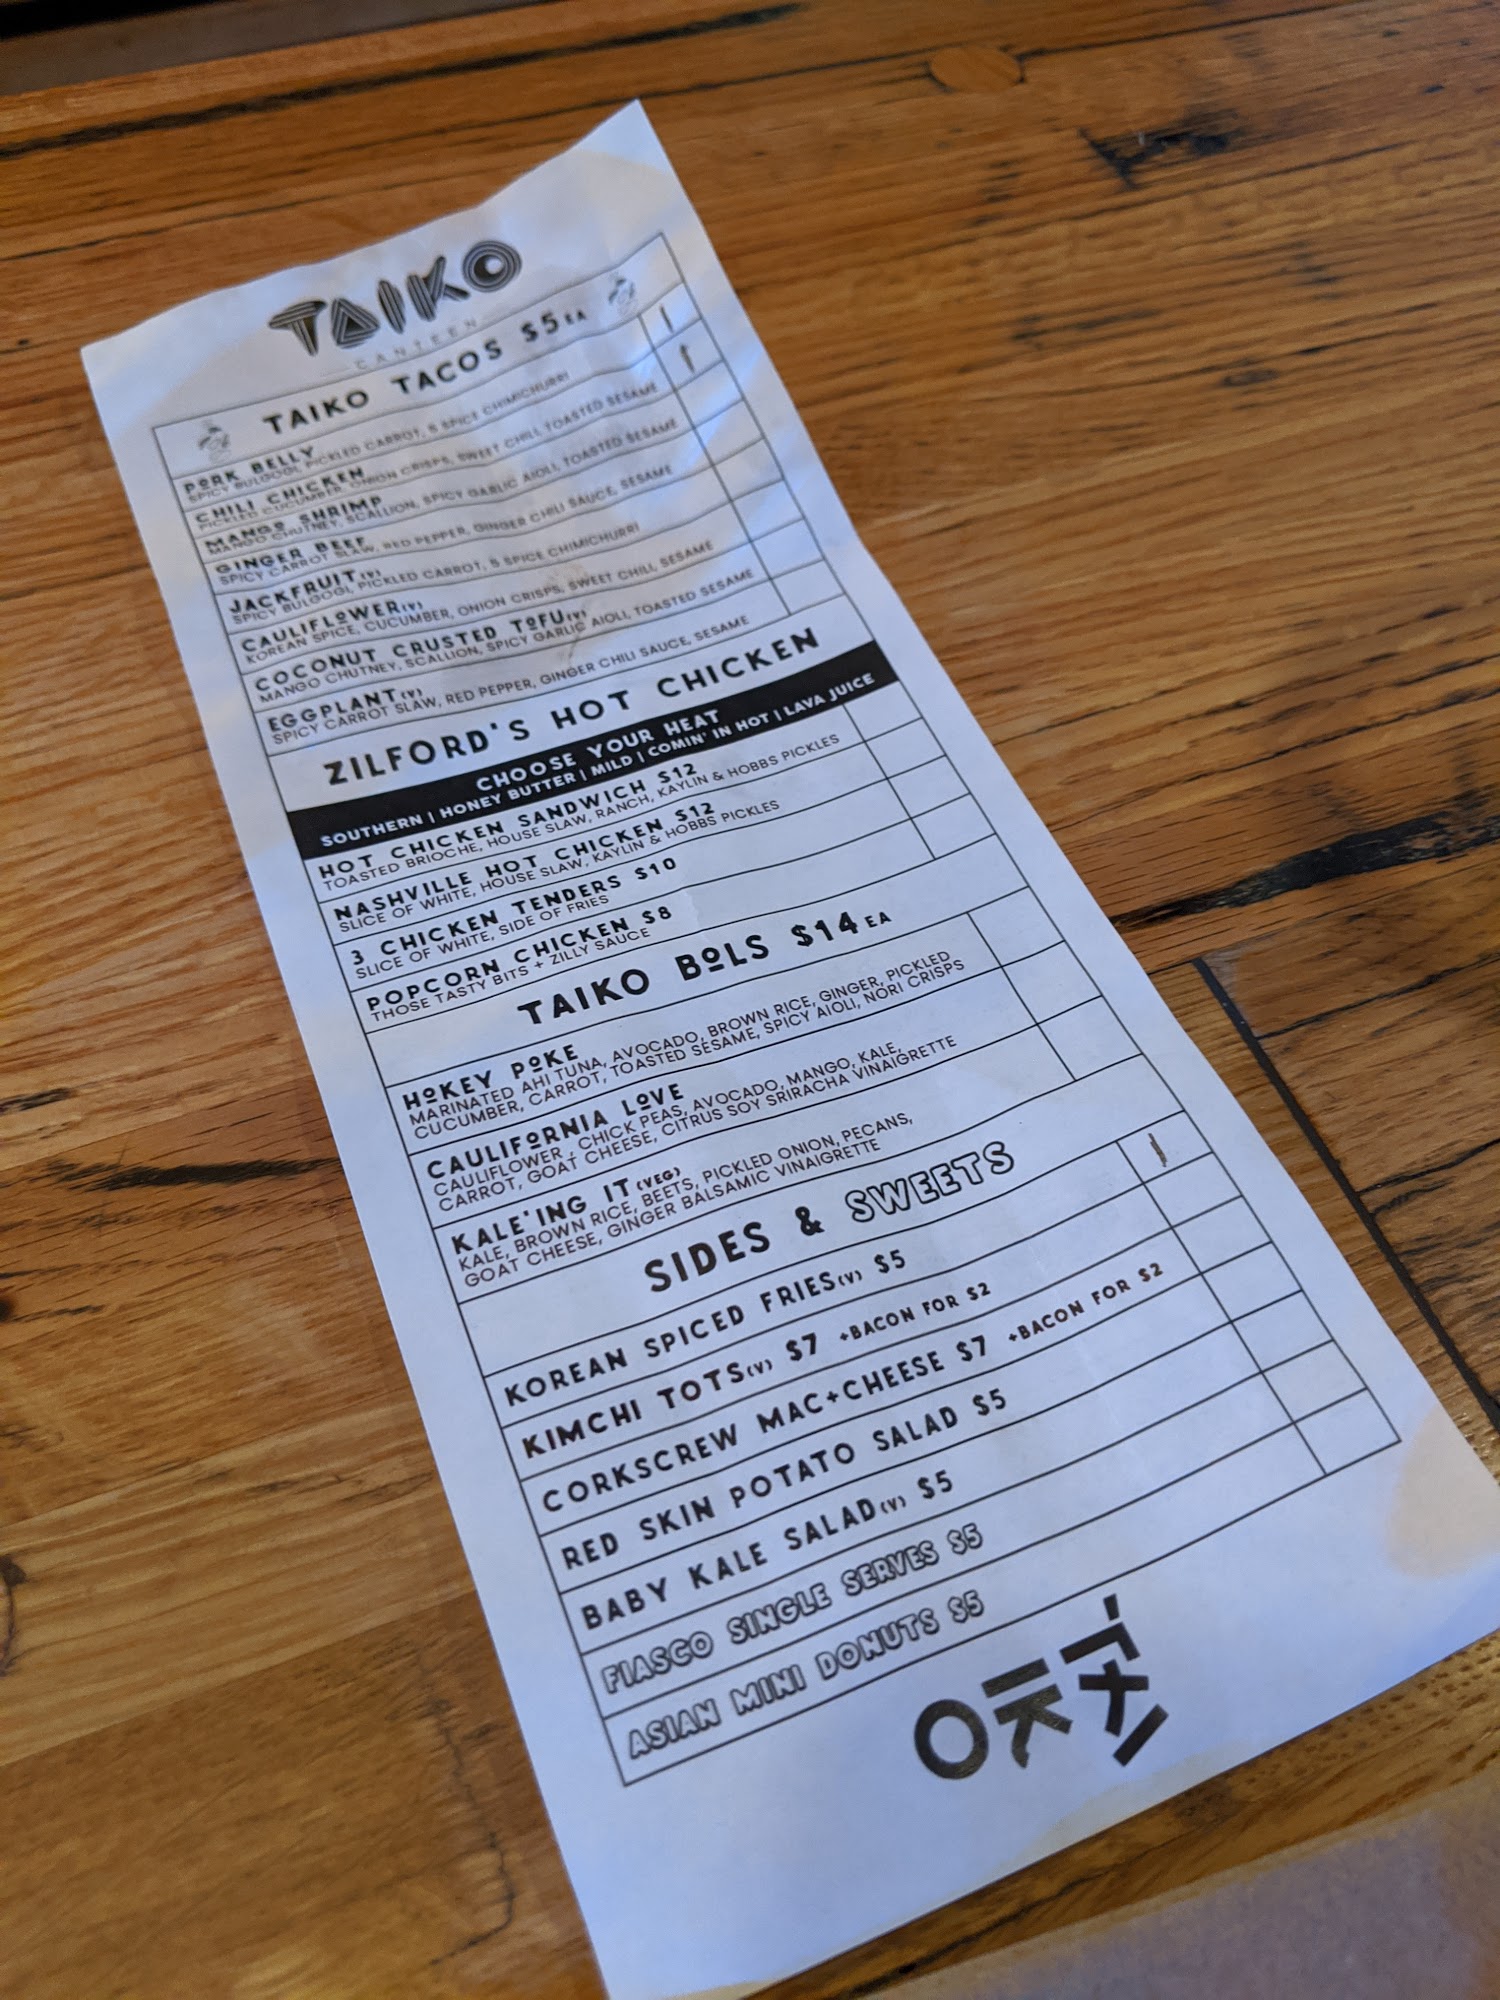 TAIKO
CANTEEN
TAIKO TACOS $5 EA
PORK BELLY
SPICY BULGOGI, PICKLED CARROT, 5 SPICE CHIMICHURRI
CHILI CHICKEN
PICKLED CUCUMBER, ONION CRISPS, SWEET CHILI, TOASTED SESAME
MANGO SHRIMP
MANGO CHUTNEY, SCALLION, SPICY GARLIC AIOLI, TOASTED SESAME
GINGER BEEF
SPICY CARROT SLAW, RED PEPPER, GINGER CHILI SAUCE, SESAME
JACKFRUIT (V)
SPICY BULGOGI, PICKLED CARROT, 5 SPICE CHIMICHURRI
CAULIFLOWER (V)
KOREAN SPICE, CUCUMBER, ONION CRISPS, SWEET CHILI, SESAME
COCONUT CRUSTED TOFU (V)
MANGO CHUTNEY, SCALLION, SPICY GARLIC AIOLI, TOASTED SESAME
EGGPLANT (V)
SPICY CARROT SLAW, RED PEPPER, GINGER CHILI SAUCE, SESAME
ZILFORD'S HOT CHICKEN
CHOOSE YOUR HEAT
SOUTHERN | HONEY BUTTER | MILD | COMIN' IN HOT | LAVA JUICE
HOT CHICKEN SANDWICH $12
TOASTED BRIOCHE, HOUSE SLAW, RANCH, KAYLIN & HOBBS PICKLES
NASHVILLE HOT CHICKEN $12
SLICE OF WHITE, HOUSE SLAW, KAYLIN & HOBBS PICKLES
3 CHICKEN TENDERS $10
SLICE OF WHITE, SIDE OF FRIES
POPCORN CHICKEN $8
THOSE TASTY BITS + ZILLY SAUCE
TAIKO BOLS $14 EA
HOKEY POKE
MARINATED AHI TUNA, AVOCADO, BROWN RICE, GINGER, PICKLED
CUCUMBER, CARROT, TOASTED SESAME, SPICY AIOLI, NORI CRISPS
CAULIFORNIA LOVE
CAULIFLOWER, CHICK PEAS, AVOCADO, MANGO, KALE,
CARROT, GOAT CHEESE, CITRUS SOY SRIRACHA VINAIGRETTE
KALE'ING IT (VEG)
KALE, BROWN RICE, BEETS, PICKLED ONION, PECANS,
GOAT CHEESE, GINGER BALSAMIC VINAIGRETTE
SIDES & SWEETS
KOREAN SPICED FRIES (V) $5
KIMCHI TOTS (V) $7 +BACON FOR $2
CORKSCREW MAC+CHEESE $7 +BACON FOR $2
RED SKIN POTATO SALAD $5
BABY KALE SALAD (V) $5
FIASCO SINGLE SERVES $5
ASIAN MINI DONUTS $5